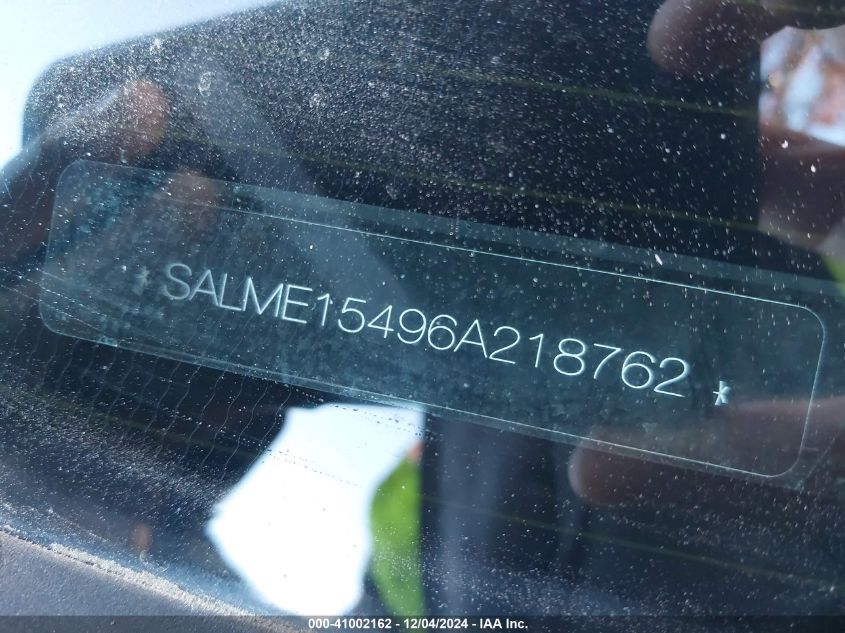 * SALME15496A218762 *
000-41002162 - 12/04/2024 - IAA Inc.